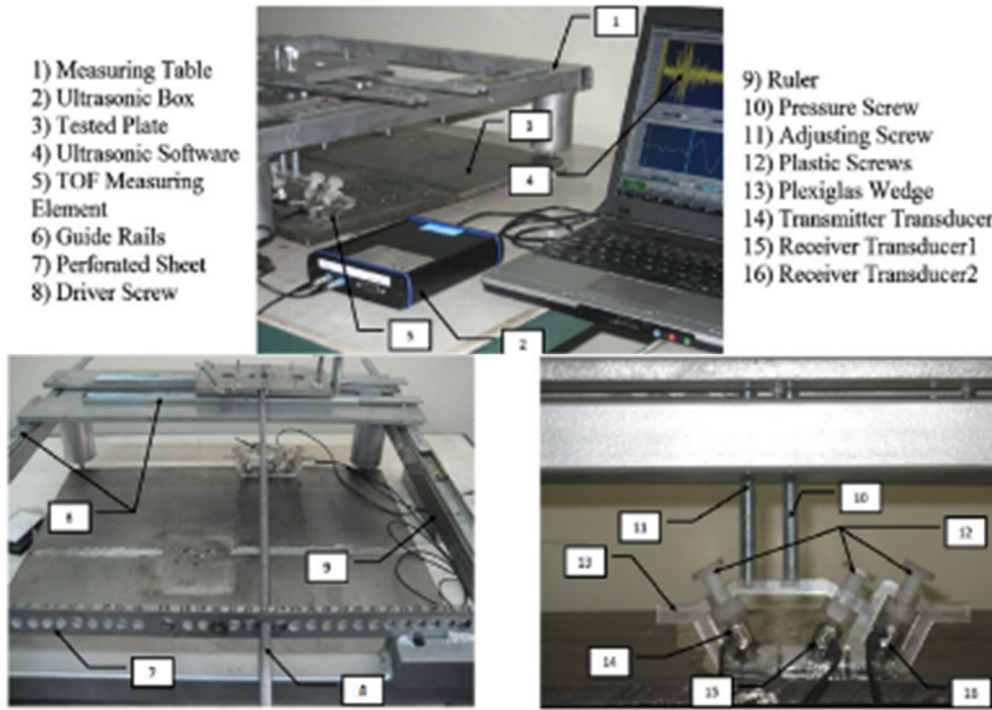 1) Measuring Table
2) Ultrasonic Box
3) Tested Plate
4) Ultrasonic Software
5) TOF Measuring
Element
6) Guide Rails
7) Perforated Sheet
8) Driver Screw
9) Ruler
10) Pressure Screw
11) Adjusting Screw
12) Plastic Screws
13) Plexiglas Wedge
14) Transmitter Transducer
15) Receiver Transducer1
16) Receiver Transducer2
1
3
4
5
2
6
9
7
8
11
10
12
13
14
15
16